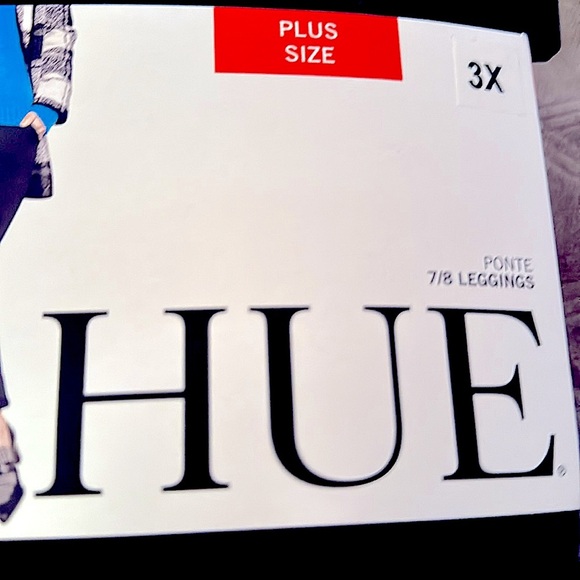 PLUS
SIZE
3X
PONTE
7/8 LEGGINGS
HUE®